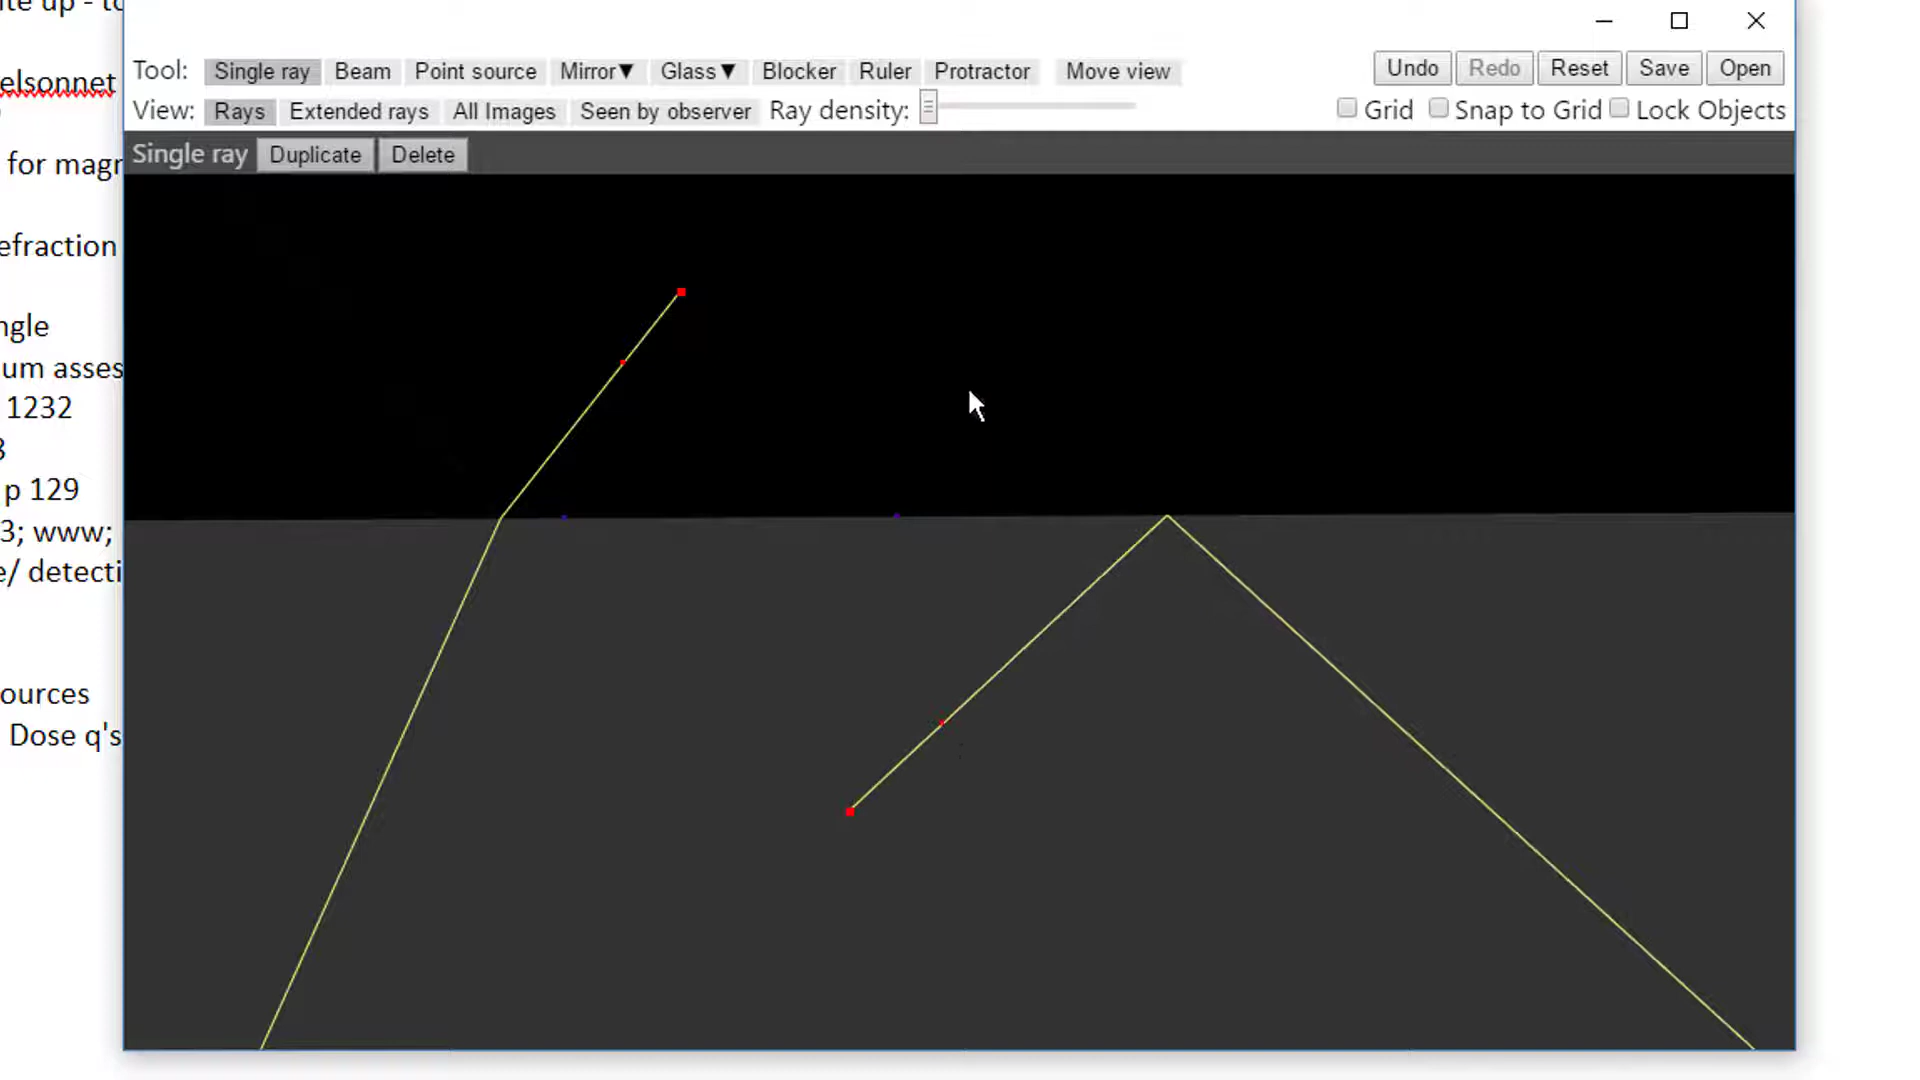 elsonnet
for magr
efraction
ngle
um asses
1232
p 129
3; www;
e/ detecti
ources
Dose q's
Tool: Single ray Beam Point source Mirror▼ Glass▼ Blocker Ruler Protractor Move view Undo Redo Reset Save Open
View: Rays Extended rays All Images Seen by observer Ray density: Grid Snap to Grid Lock Objects
Single ray Duplicate Delete